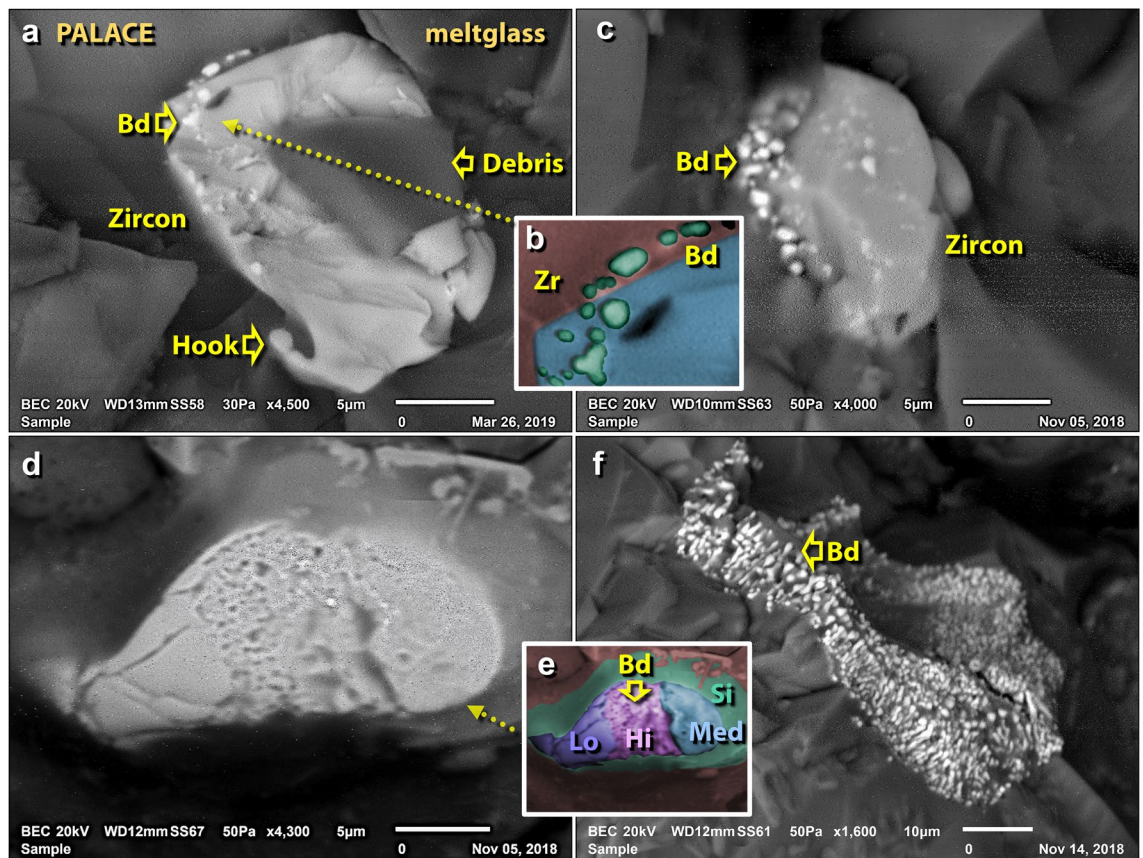 a PALACE meltglass
Bd
Debris
Zircon
Hook
BEC 20kV WD13mm SS58 30Pa x4,500 5µm
Sample 0 Mar 26, 2019
b
Bd
Zr
c
Bd
Zircon
BEC 20kV WD10mm SS63 50Pa x4,000 5µm
Sample 0 Nov 05, 2018
d
BEC 20kV WD12mm SS67 50Pa x4,300 5µm
Sample 0 Nov 05, 2018
e
Bd
Si
Lo Hi Med
f
Bd
BEC 20kV WD12mm SS61 50Pa x1,600 10µm
Sample 0 Nov 14, 2018